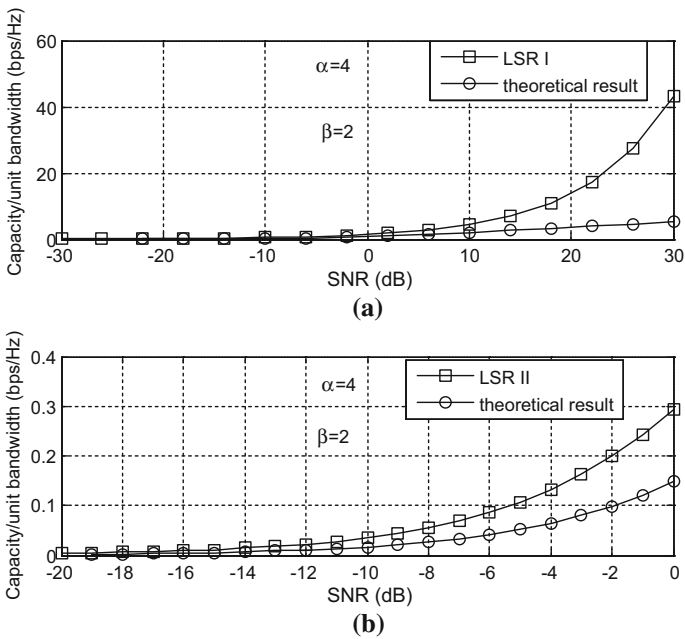 60
40
20
0
Capacity/unit bandwidth (bps/Hz)
α=4
β=2
LSR I
theoretical result
-30 -20 -10 0 10 20 30
SNR (dB)
(a)
0.4
0.3
0.2
0.1
0
Capacity/unit bandwidth (bps/Hz)
α=4
β=2
LSR II
theoretical result
-20 -18 -16 -14 -12 -10 -8 -6 -4 -2 0
SNR (dB)
(b)